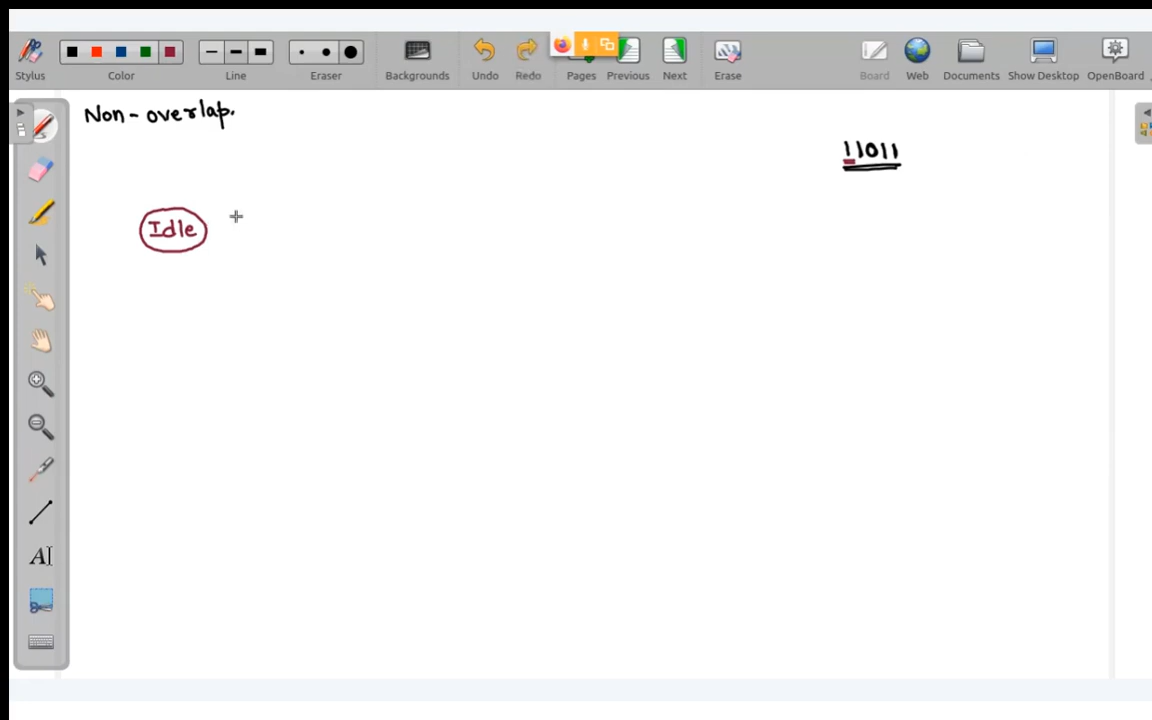 Stylus Color Line Eraser Backgrounds Undo Redo Pages Previous Next Erase Board Web Documents Show Desktop OpenBoard
Non-overlap.
11011
Idle
AI